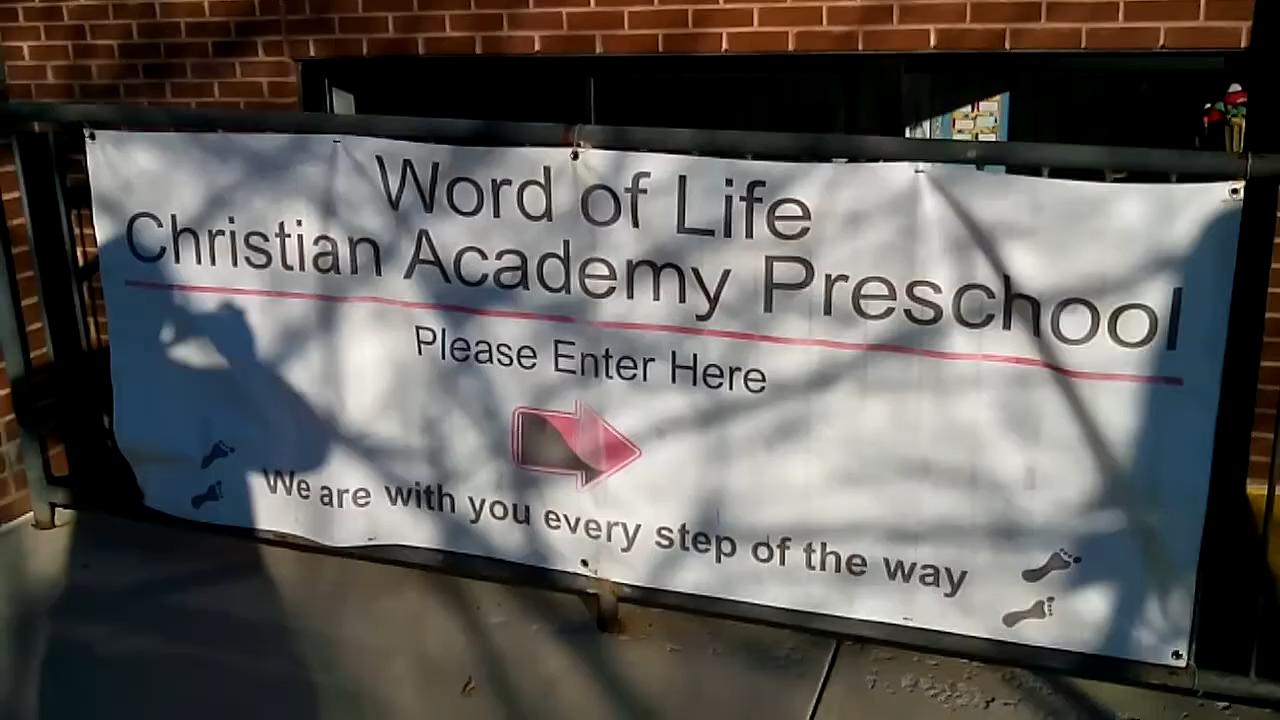 Word of Life
Christian Academy Preschool
Please Enter Here
We are with you every step of the way